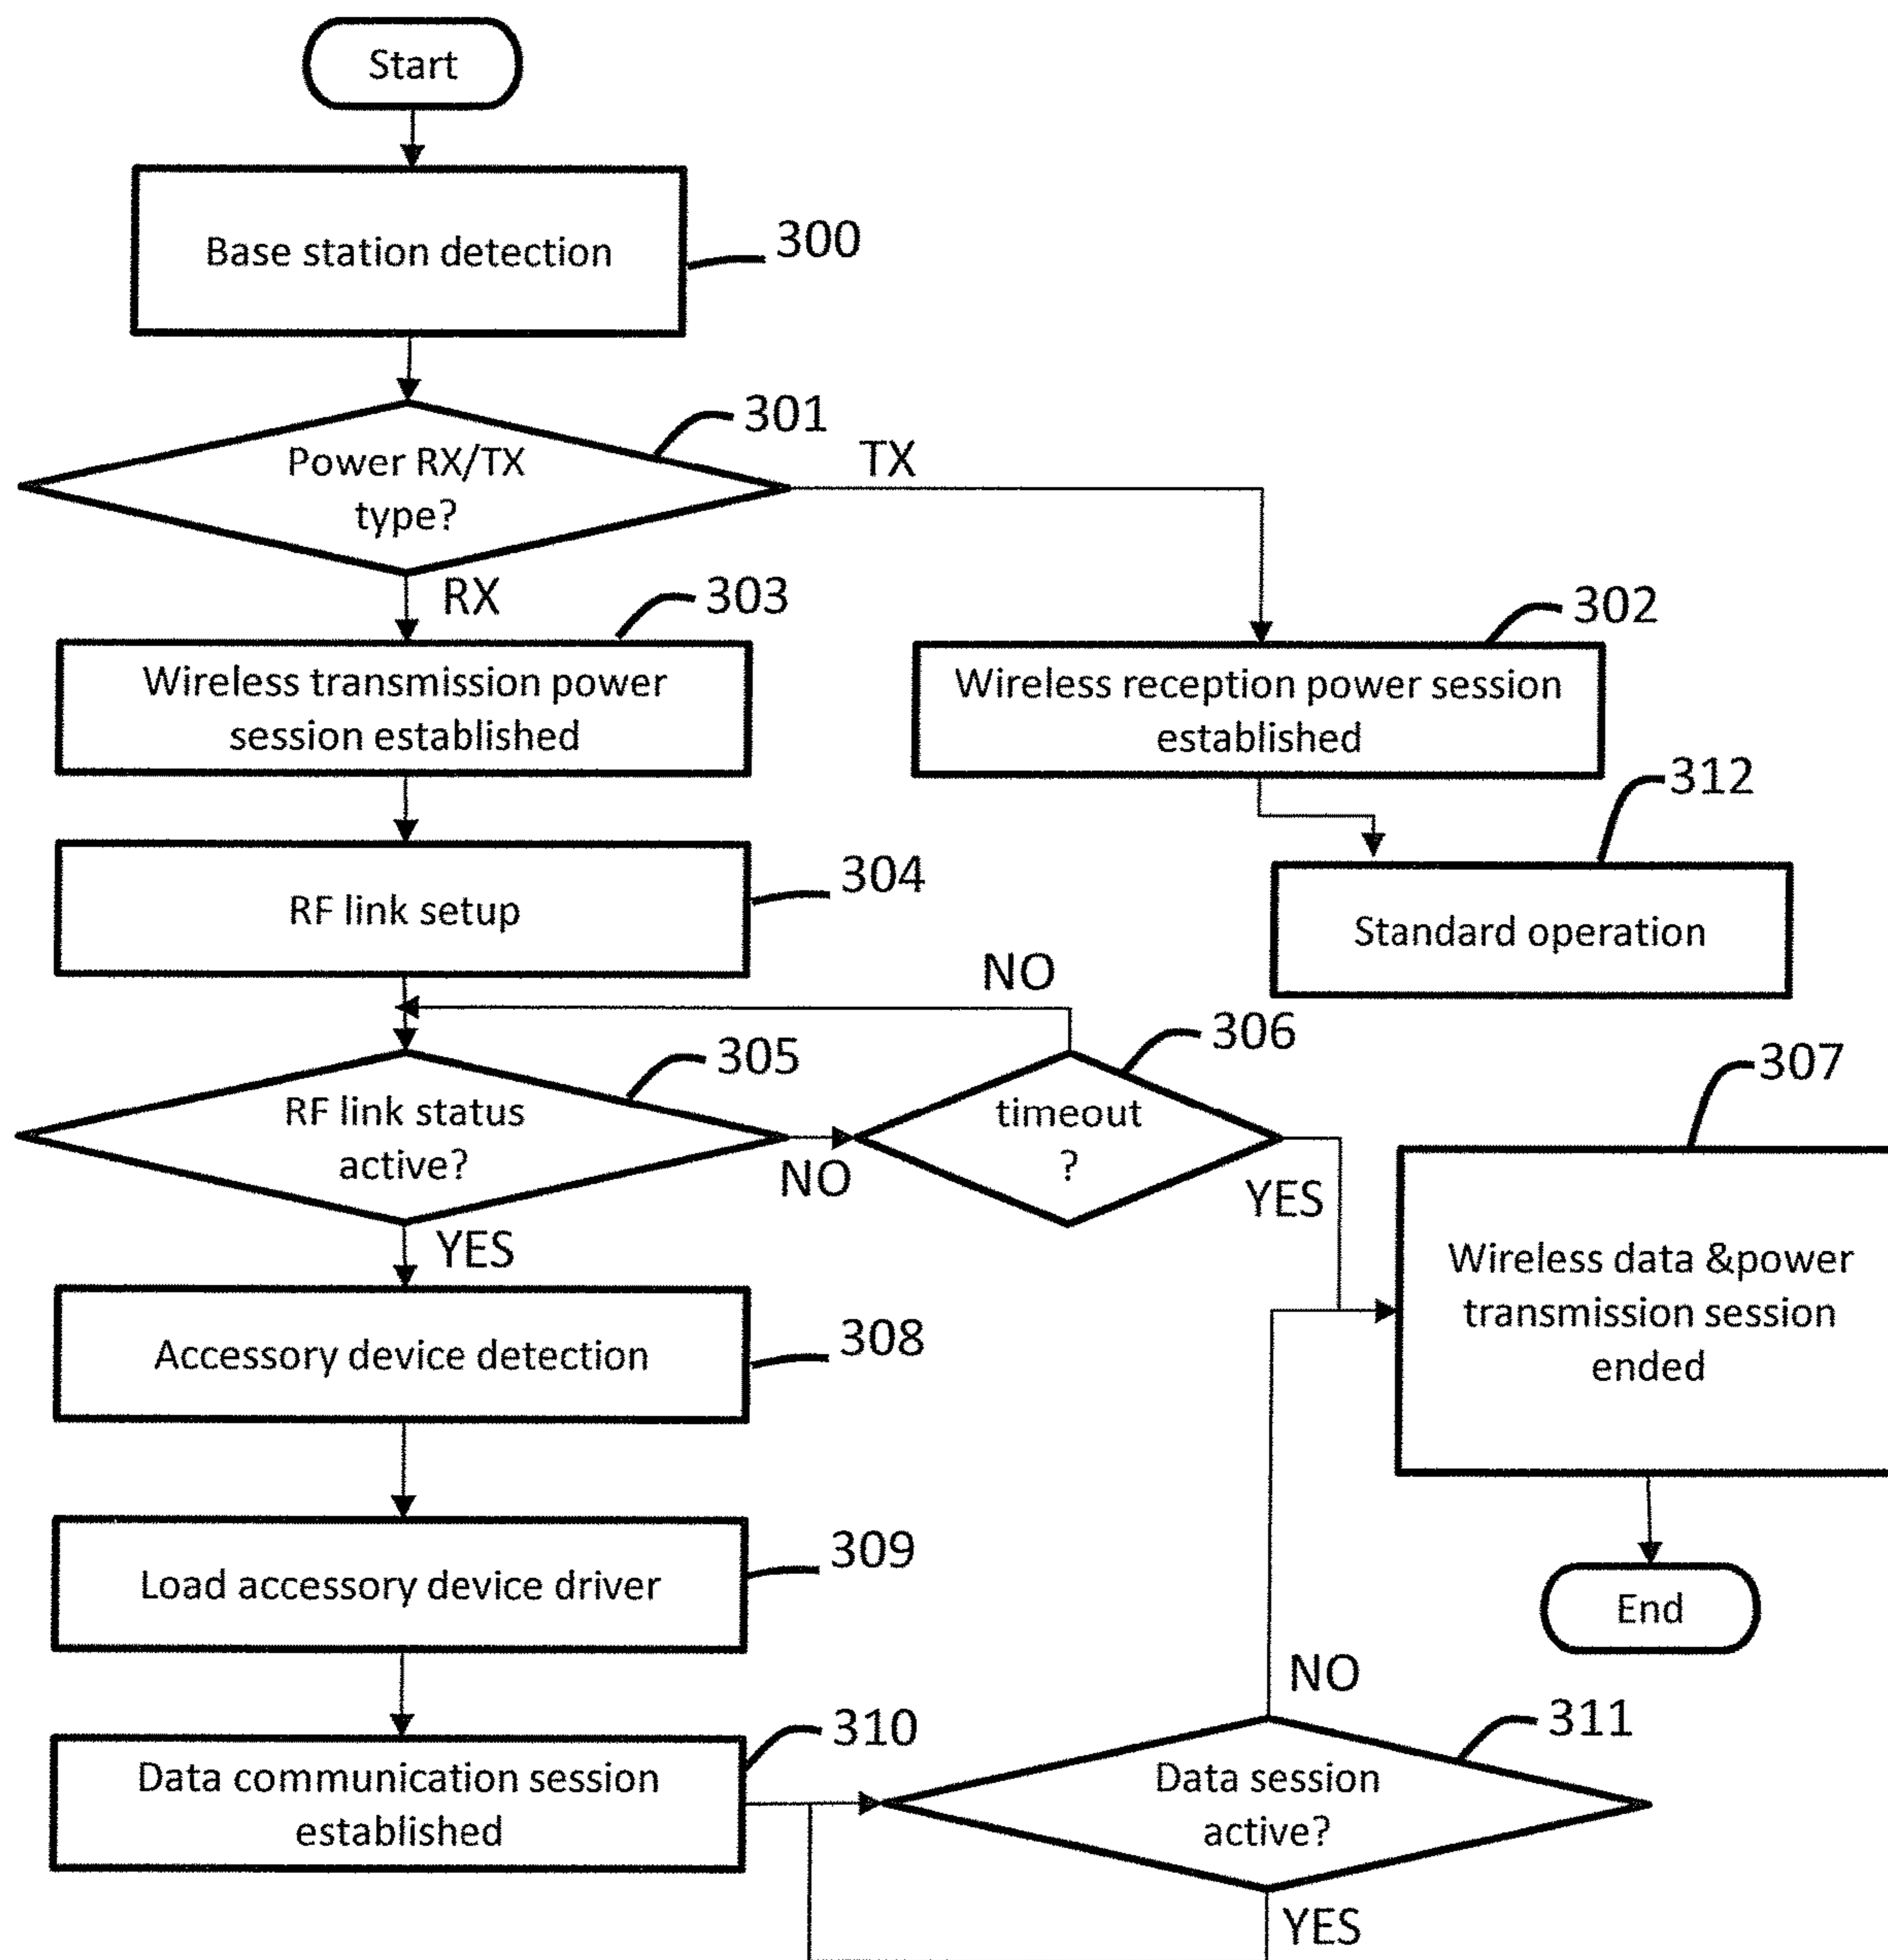 Start
Base station detection
300
301
Power RX/TX
type?
TX
RX
303
302
Wireless transmission power
session established
Wireless reception power session
established
312
304
RF link setup
Standard operation
NO
306
305
307
RF link status
active?
timeout
?
NO
YES
YES
Wireless data &power
transmission session
ended
308
Accessory device detection
309
Load accessory device driver
End
NO
310
311
Data communication session
established
Data session
active?
YES